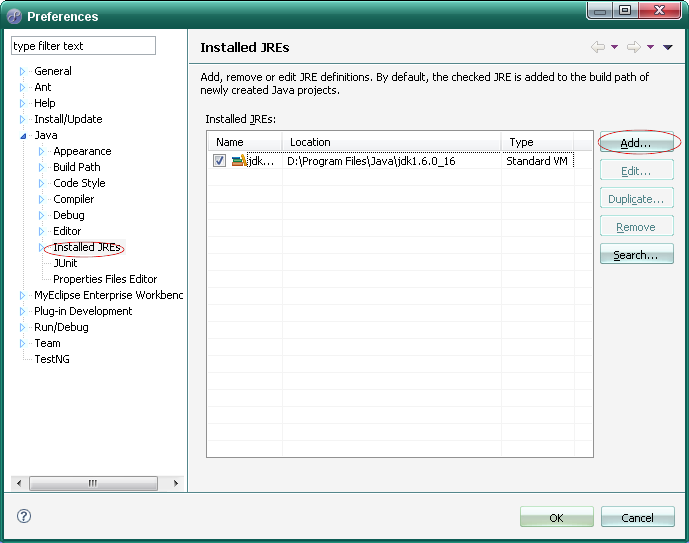 Preferences
type filter text
General
Ant
Help
Install/Update
Java
Appearance
Build Path
Code Style
Compiler
Debug
Editor
Installed JREs
JUnit
Properties Files Editor
MyEclipse Enterprise Workbenc
Plug-in Development
Run/Debug
Team
TestNG
Installed JREs
Add, remove or edit JRE definitions. By default, the checked JRE is added to the build path of
newly created Java projects.
Installed JREs:
Name Location Type
jdk... D:\Program Files\Java\jdk1.6.0_16 Standard VM
Add...
Edit...
Duplicate...
Remove
Search...
OK Cancel